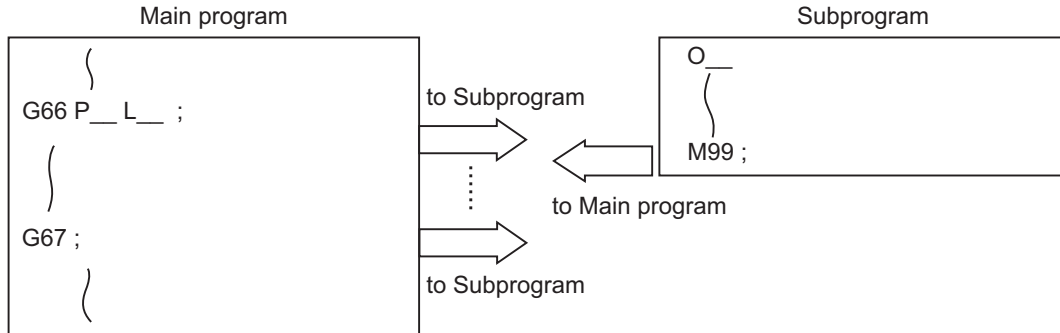 Main program
G66 P__ L__ ;
G67 ;
to Subprogram
to Main program
to Subprogram
Subprogram
O__
M99 ;